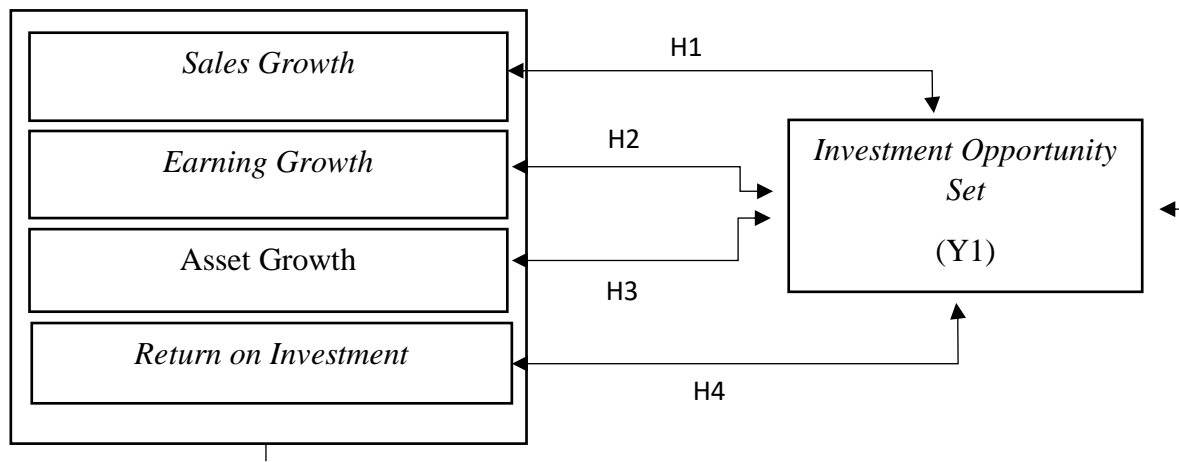 Sales Growth
H1
Earning Growth
H2
Investment Opportunity
Set
(Y1)
Asset Growth
H3
Return on Investment
H4